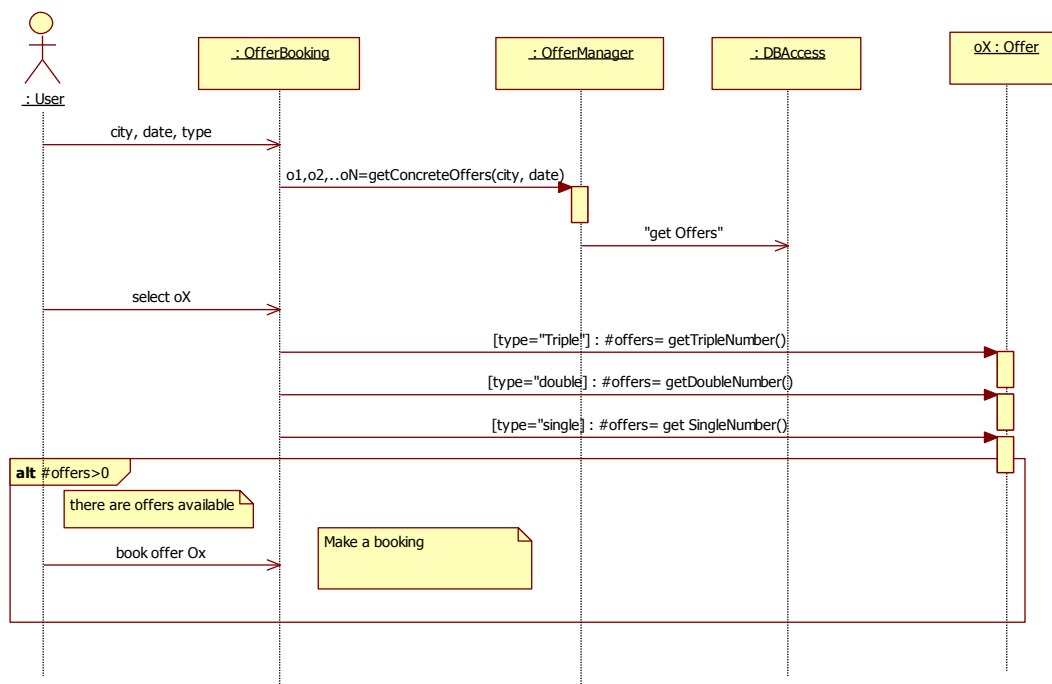 : User
: OfferBooking
: OfferManager
: DBAccess
oX : Offer
city, date, type
o1,o2,..oN=getConcreteOffers(city, date)
"get Offers"
select oX
[type="Triple"] : #offers= getTripleNumber()
[type="double] : #offers= getDoubleNumber()
[type="single] : #offers= get SingleNumber()
alt #offers>0
there are offers available
Make a booking
book offer Ox